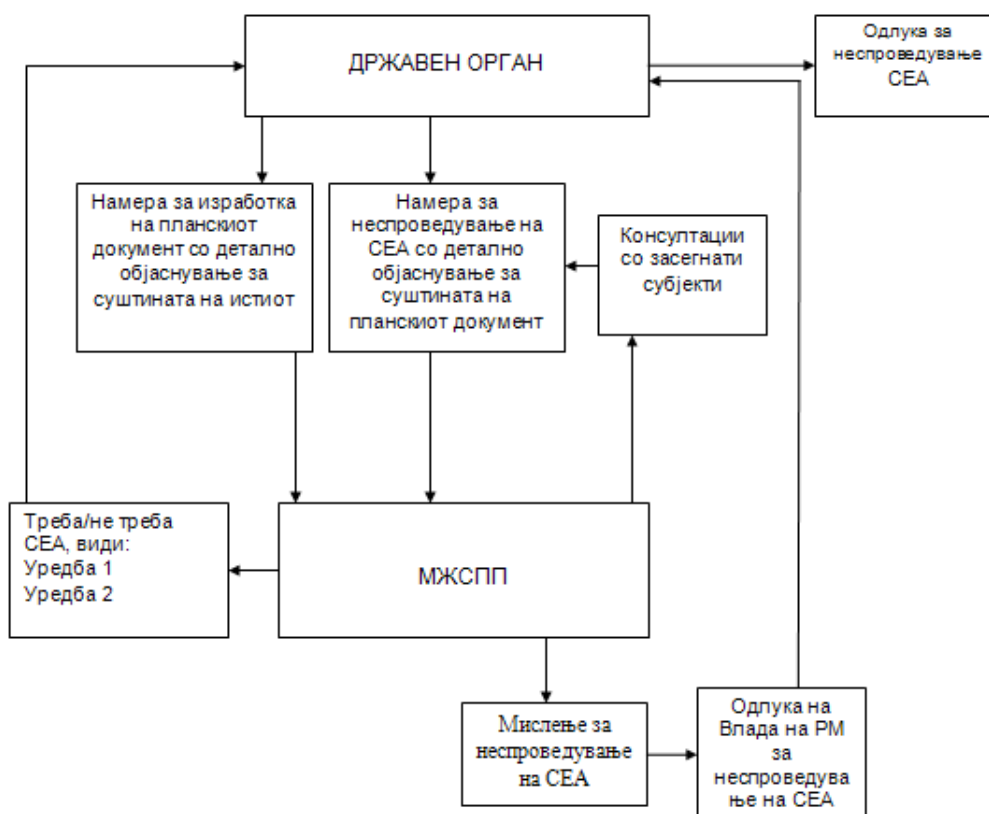 ДРЖАВЕН ОРГАН
Одлука за
неспроведување
СЕА
Намера за изработка
на планскиот
документ со детално
објаснување за
суштината на истиот
Намера за
неспроведување на
СЕА со детално
објаснување за
суштината на
планскиот документ
Консултации
со засегнати
субјекти
Треба/не треба
СЕА, види:
Уредба 1
Уредба 2
МЖСПП
Мислење за
неспроведување
на СЕА
Одлука на
Влада на РМ
за
неспроведува
ње на СЕА